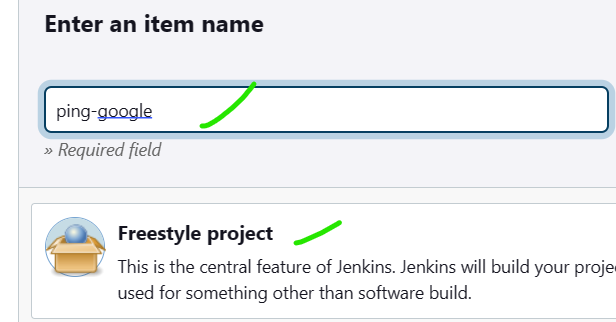 Enter an item name
ping-google
» Required field
Freestyle project
This is the central feature of Jenkins. Jenkins will build your proje
used for something other than software build.